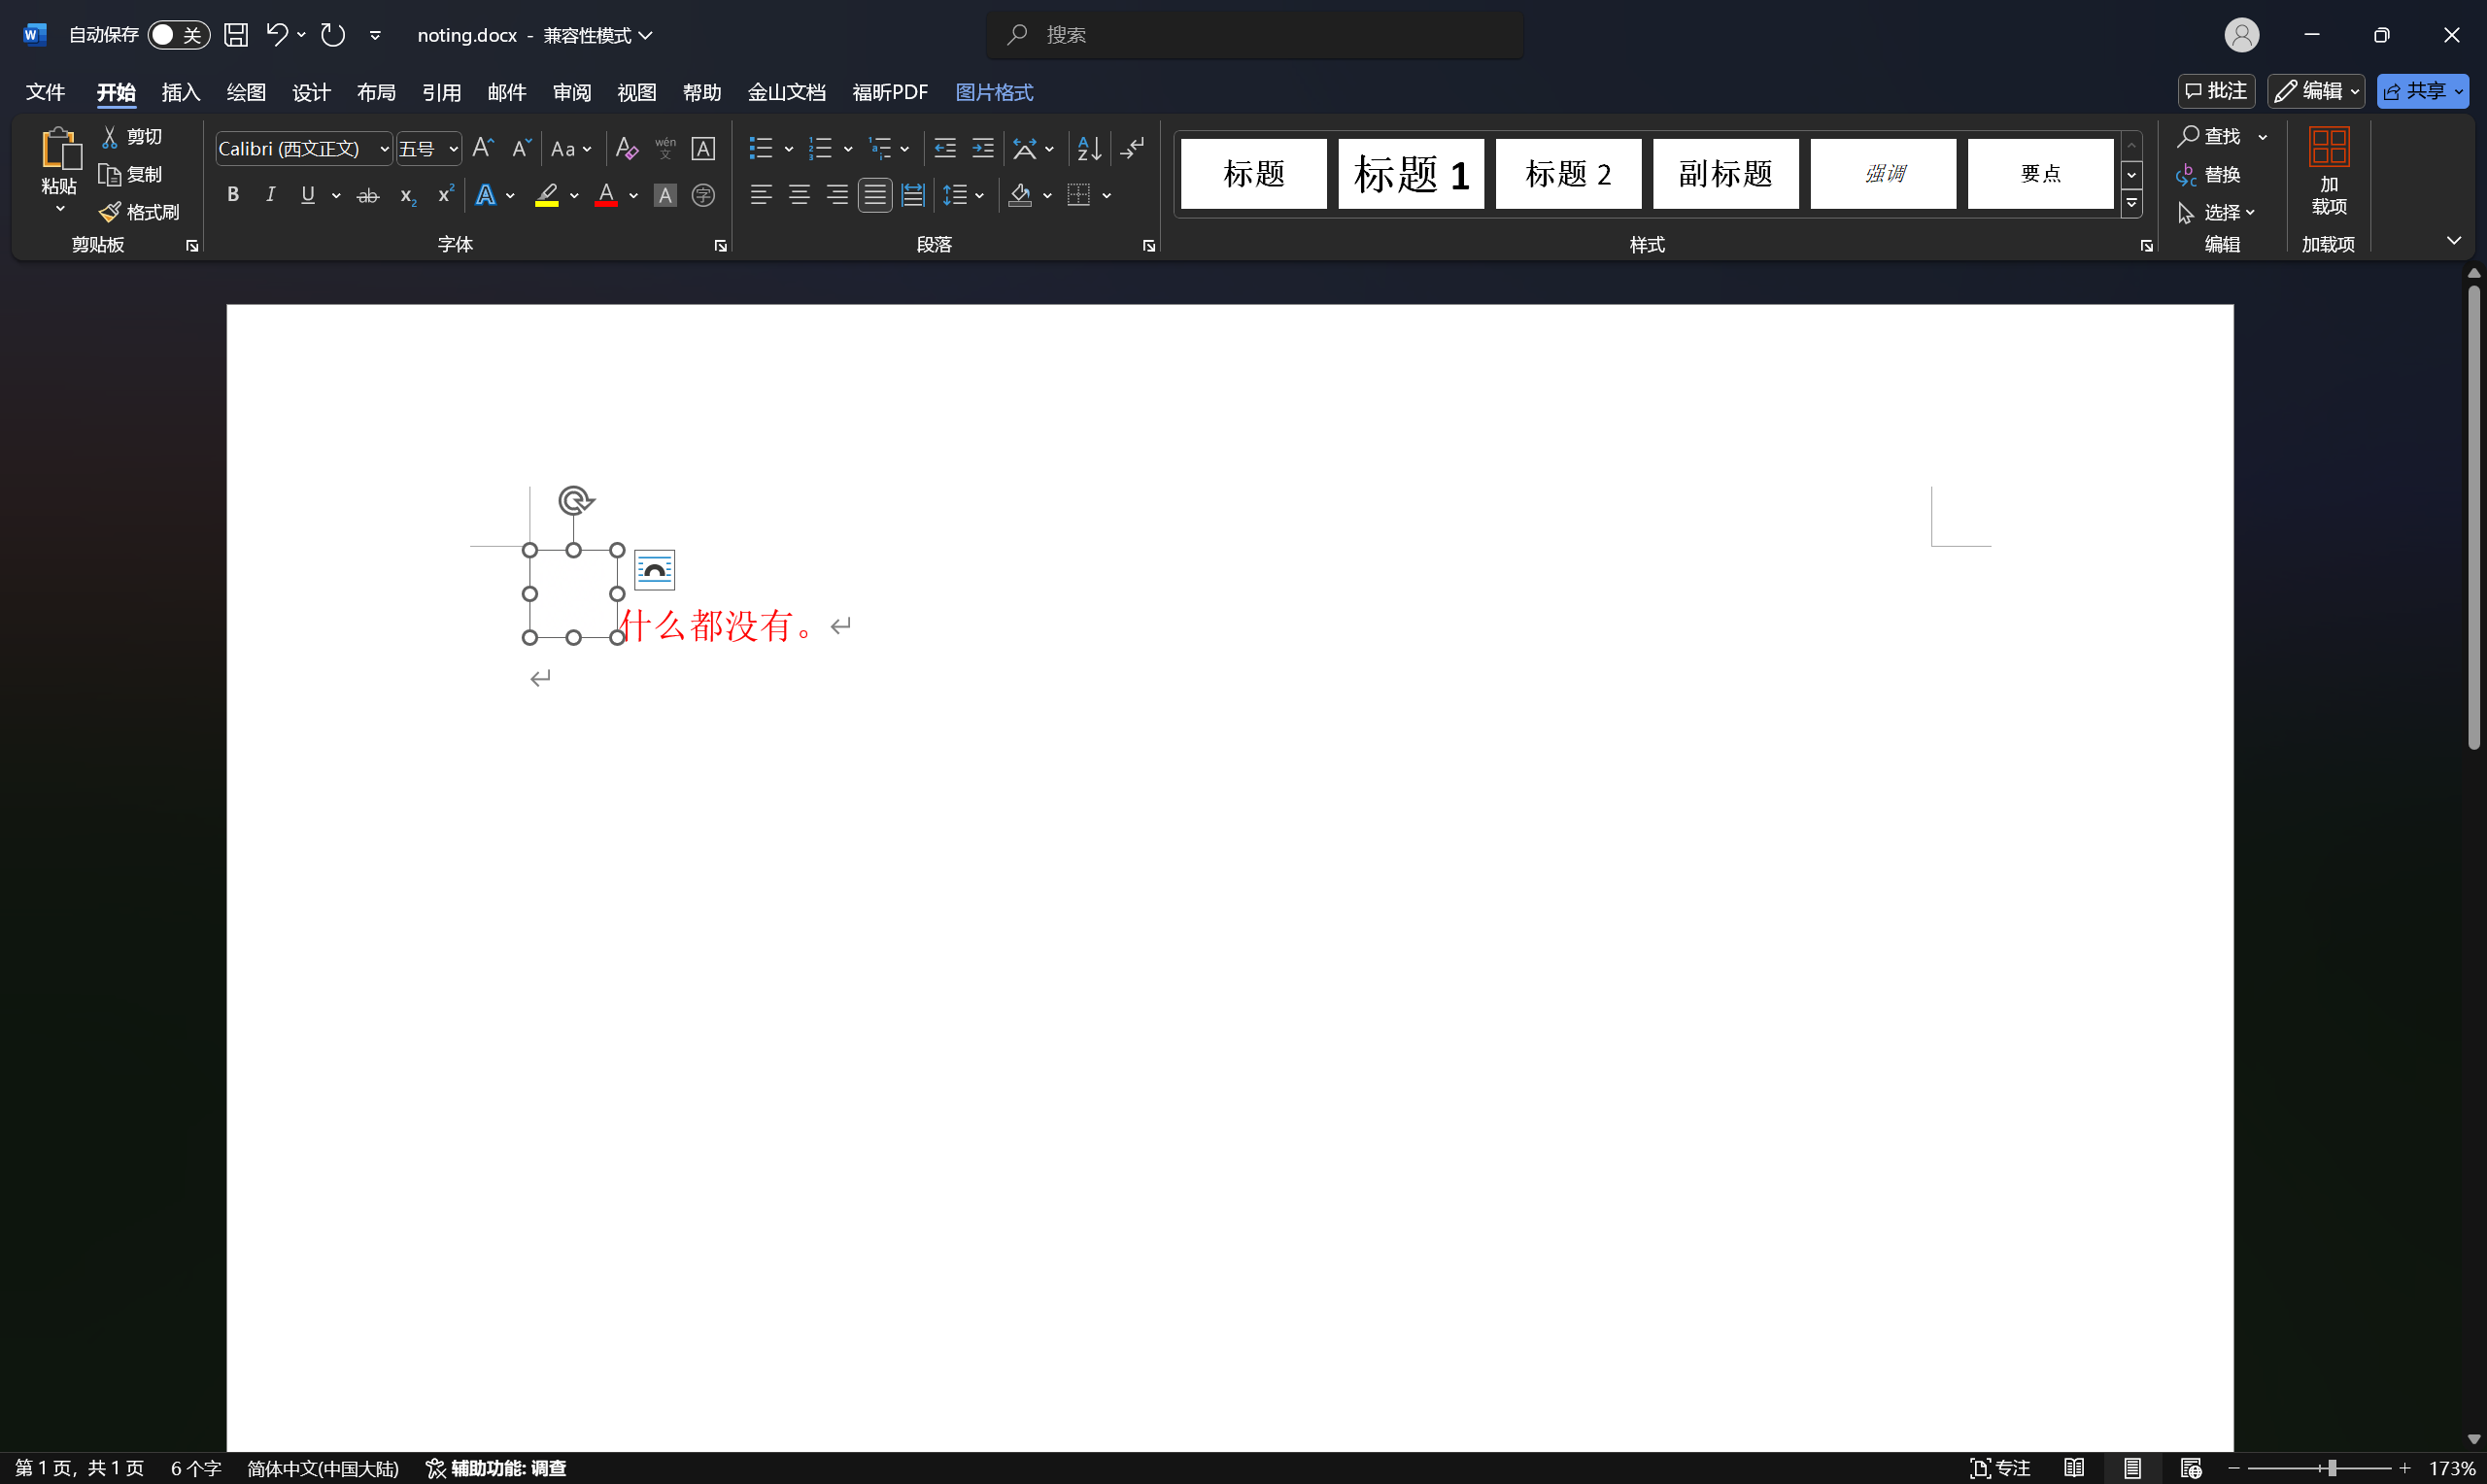 自动保存 关 noting.docx - 兼容性模式 搜索
文件 开始 插入 绘图 设计 布局 引用 邮件 审阅 视图 帮助 金山文档 福昕PDF 图片格式 批注 编辑 共享
粘贴 剪切 复制 格式刷
剪贴板
Calibri (西文正文) 五号 Aa wén 文 A
B I U ab x₂ x² A A A 字
字体
段落
标题 标题 1 标题 2 副标题 强调 要点
样式
查找
替换
选择
编辑
加
载项
加载项
什么都没有。
第 1 页，共 1 页 6 个字 简体中文(中国大陆) 辅助功能: 调查 专注 173%